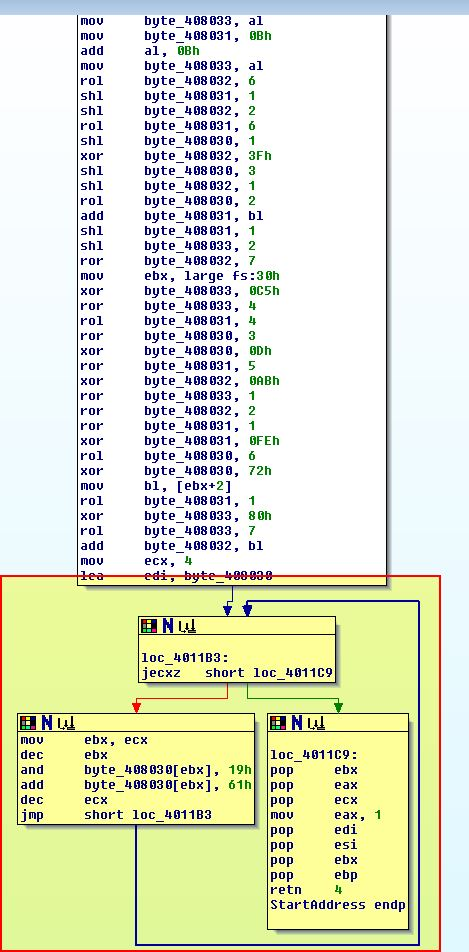 mov byte_408033, al
mov byte_408031, 0Bh
add al, 0Bh
mov byte_408033, al
rol byte_408032, 6
shl byte_408031, 1
shl byte_408032, 2
rol byte_408031, 6
shl byte_408030, 1
xor byte_408032, 3Fh
shl byte_408030, 3
shl byte_408032, 1
rol byte_408030, 2
add byte_408031, bl
shl byte_408031, 1
shl byte_408033, 2
ror byte_408032, 7
mov ebx, large fs:30h
xor byte_408033, 0C5h
ror byte_408033, 4
rol byte_408031, 4
ror byte_408030, 3
xor byte_408030, 0Dh
ror byte_408031, 5
xor byte_408032, 0ABh
ror byte_408033, 1
ror byte_408032, 2
ror byte_408031, 1
xor byte_408031, 0FEh
rol byte_408030, 6
xor byte_408030, 72h
mov bl, [ebx+2]
rol byte_408031, 1
xor byte_408033, 80h
rol byte_408033, 7
add byte_408032, bl
mov ecx, 4
lea edi, byte_408030
loc_4011B3:
jecxz short loc_4011C9
mov ebx, ecx
dec ebx
and byte_408030[ebx], 19h
add byte_408030[ebx], 61h
dec ecx
jmp short loc_4011B3
loc_4011C9:
pop ebx
pop eax
pop ecx
mov eax, 1
pop edi
pop esi
pop ebx
pop ebp
retn 4
StartAddress endp